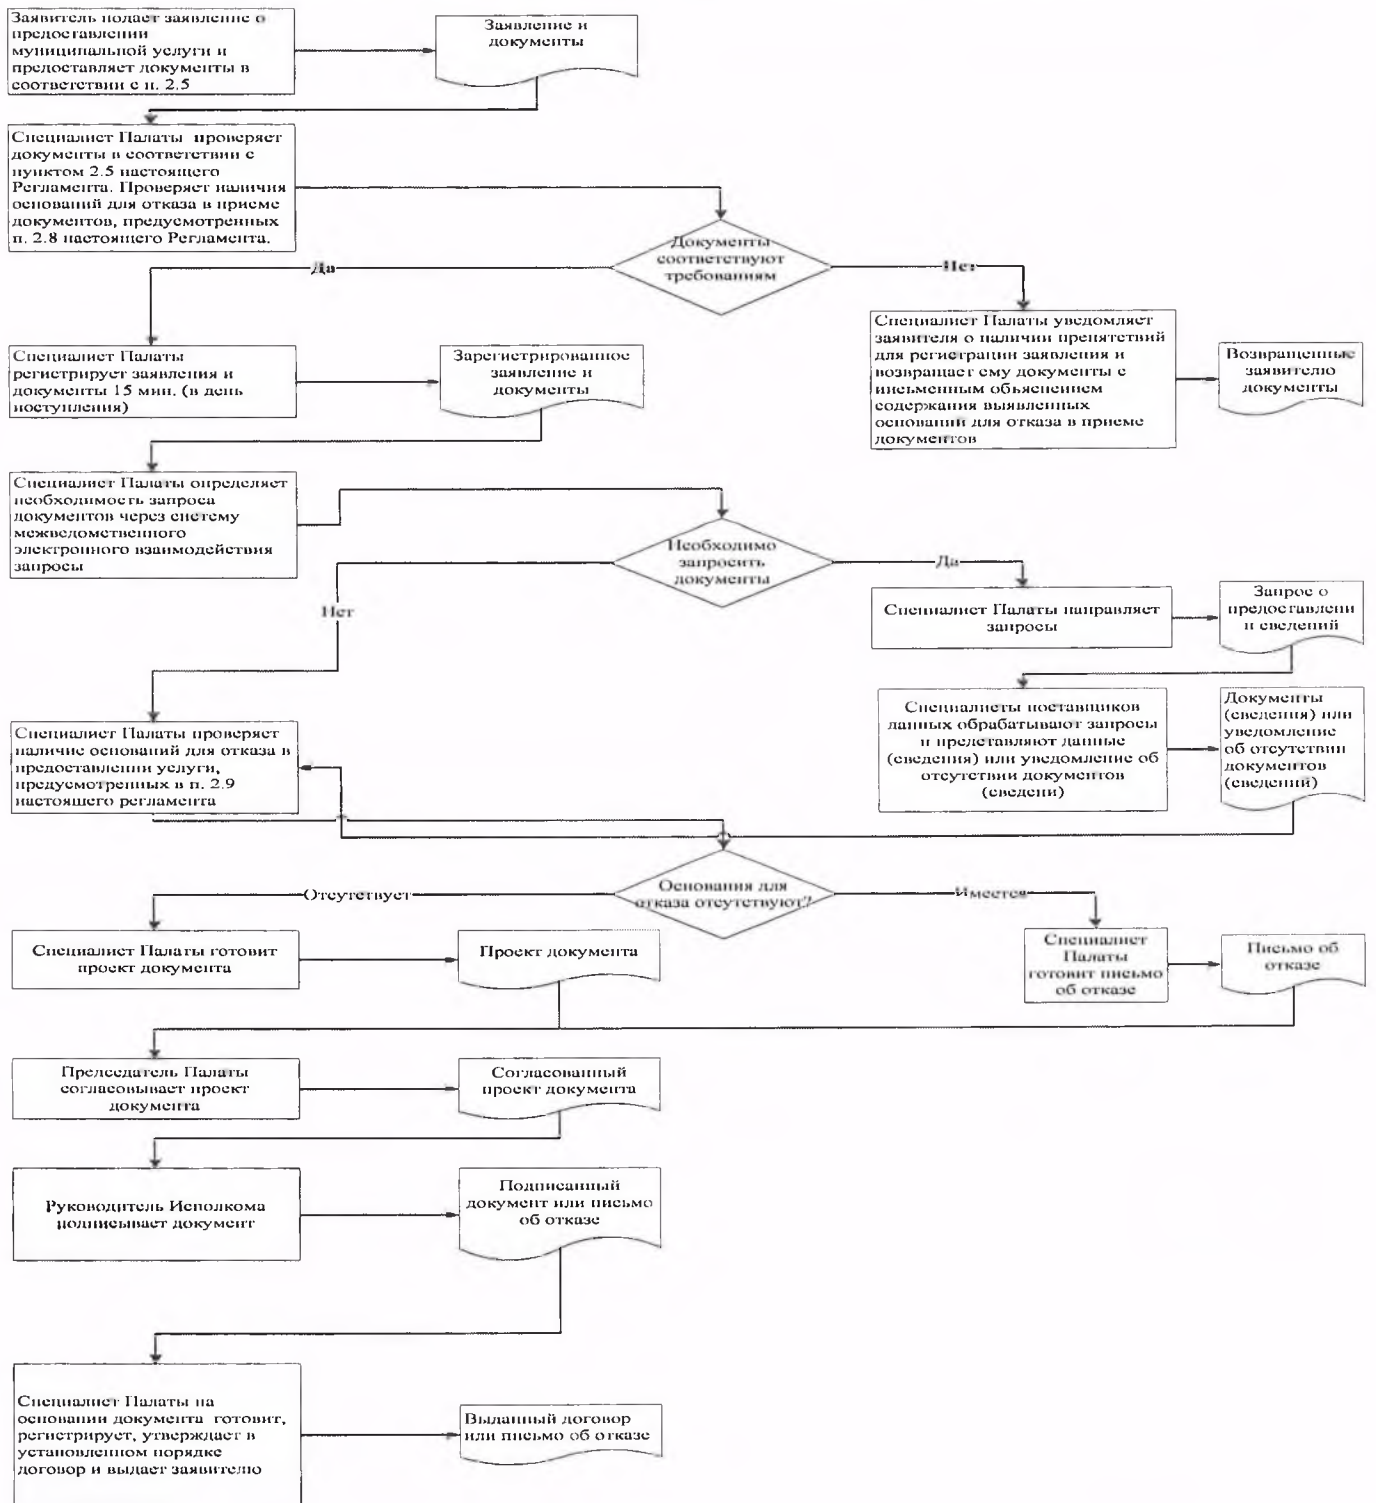 Заявитель подает заявление о
предоставлении
муниципальной услуги и
предоставляет документы в
соответствии с п. 2.5
Заявление и
документы
Специалист Палаты проверяет
документы в соответствии с
пунктом 2.5 настоящего
Регламента. Проверяет наличия
оснований для отказа в приеме
документов, предусмотренных
п. 2.8 настоящего Регламента.
Документы
соответствуют
требованиям
Да
Нет
Специалист Палаты
регистрирует заявления и
документы 15 мин. (в день
поступления)
Зарегистрированное
заявление и
документы
Специалист Палаты уведомляет
заявителя о наличии препятствий
для регистрации заявления и
возвращает ему документы с
письменным объяснением
содержания выявленных
оснований для отказа в приеме
документов
Возвращенные
заявителю
документы
Специалист Палаты определяет
необходимость запроса
документов через систему
межведомственного
электронного взаимодействия
запросы
Необходимо
запросить
документы
Да
Нет
Специалист Палаты направляет
запросы
Запрос о
предоставлени
и сведений
Специалисты поставщиков
данных обрабатывают запросы
и предтавляют данные
(сведения) или уведомление об
отсутствии документов
(сведени)
Документы
(сведения) или
уведомление
об отсутствии
документов
(сведений)
Специалист Палаты проверяет
наличие оснований для отказа в
предоставлении услуги,
предусмотренных в п. 2.9
настоящего регламента
Основания для
отказа отсутствуют?
Отсутствует
Имеется
Специалист Палаты готовит
проект документа
Проект документа
Специалист
Палаты
готовит письмо
об отказе
Письмо об
отказе
Председатель Палаты
согласовывает проект
документа
Согласованный
проект документа
Руководитель Исполкома
подписывает документ
Подписанный
документ или письмо
об отказе
Специалист Палаты на
основании документа готовит,
регистрирует, утверждает в
установленном порядке
договор и выдает заявителю
Выданный договор
или письмо об отказе